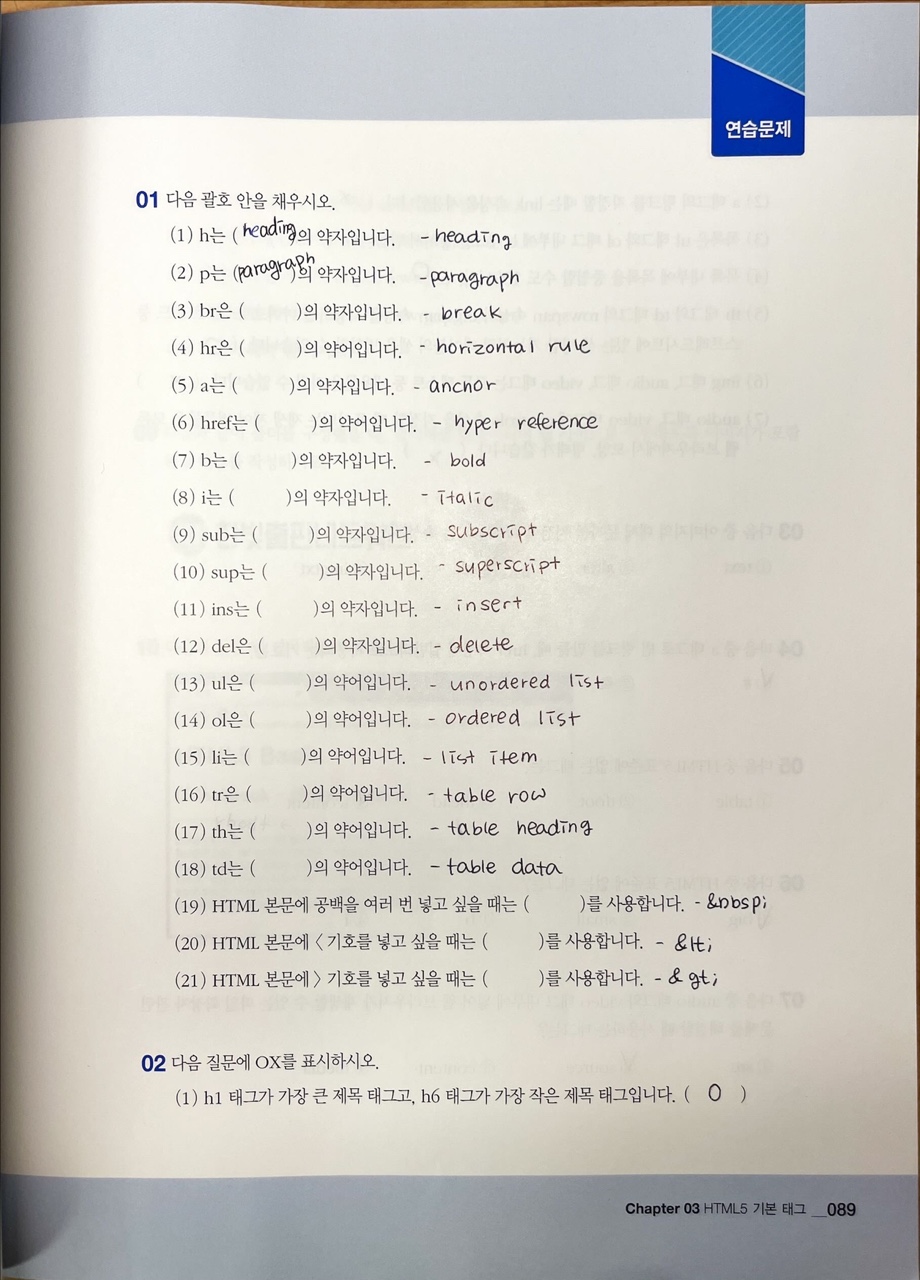 연습문제
01 다음 괄호 안을 채우시오.
(1) h는 ( heading )의 약자입니다. - heading
(2) p는 ( paragraph )의 약자입니다. - paragraph
(3) br은 ( )의 약자입니다. - break
(4) hr은 ( )의 약어입니다. - horizontal rule
(5) a는 ( )의 약자입니다. - anchor
(6) href는 ( )의 약어입니다. - hyper reference
(7) b는 ( )의 약자입니다. - bold
(8) i는 ( )의 약자입니다. - italic
(9) sub는 ( )의 약자입니다. - subscript
(10) sup는 ( )의 약자입니다. - superscript
(11) ins는 ( )의 약자입니다. - insert
(12) del은 ( )의 약자입니다. - delete
(13) ul은 ( )의 약어입니다. - unordered list
(14) ol은 ( )의 약어입니다. - ordered list
(15) li는 ( )의 약어입니다. - list item
(16) tr은 ( )의 약어입니다. - table row
(17) th는 ( )의 약어입니다. - table heading
(18) td는 ( )의 약어입니다. - table data
(19) HTML 본문에 공백을 여러 번 넣고 싶을 때는 ( )를 사용합니다. - &nbsp;
(20) HTML 본문에 < 기호를 넣고 싶을 때는 ( )를 사용합니다. - &lt;
(21) HTML 본문에 > 기호를 넣고 싶을 때는 ( )를 사용합니다. - &gt;
02 다음 질문에 OX를 표시하시오.
(1) h1 태그가 가장 큰 제목 태그고, h6 태그가 가장 작은 제목 태그입니다. ( O )
Chapter 03 HTML5 기본 태그 __089